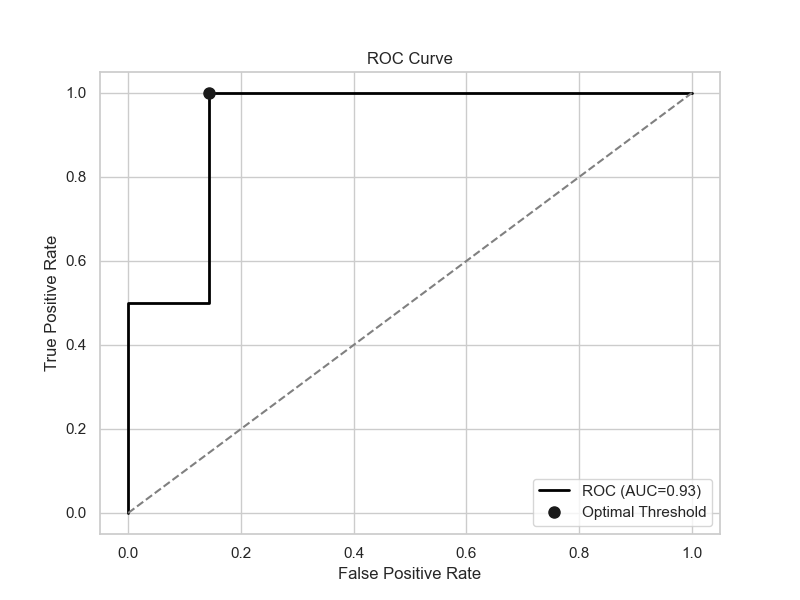 ROC Curve
True Positive Rate
1.0
0.8
0.6
0.4
0.2
0.0
ROC (AUC=0.93)
Optimal Threshold
0.0
0.2
0.4
0.6
0.8
1.0
False Positive Rate